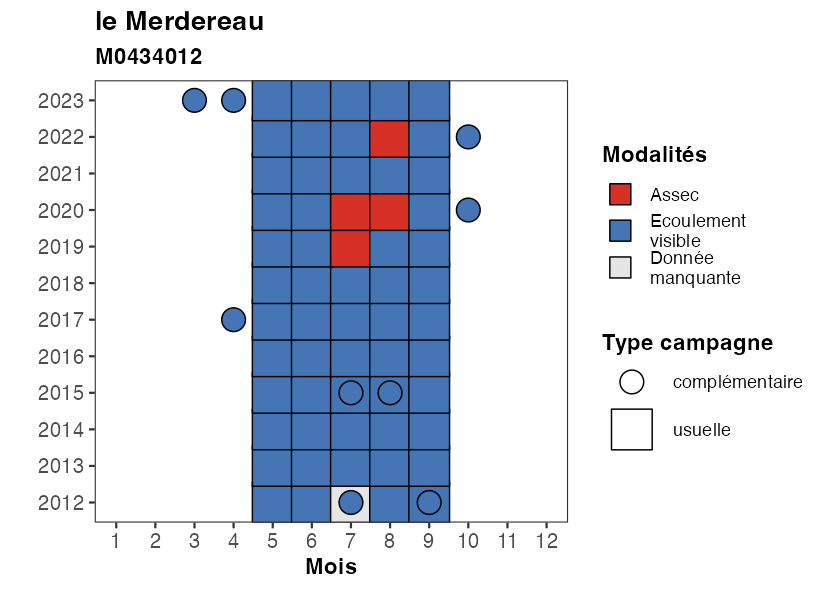 le Merdereau
M0434012
2023
2022
2021
2020
2019
2018
2017
2016
2015
2014
2013
2012
1 2 3 4 5 6 7 8 9 10 11 12
Mois
Modalités
Assec
Ecoulement
visible
Donnée
manquante
Type campagne
complémentaire
usuelle